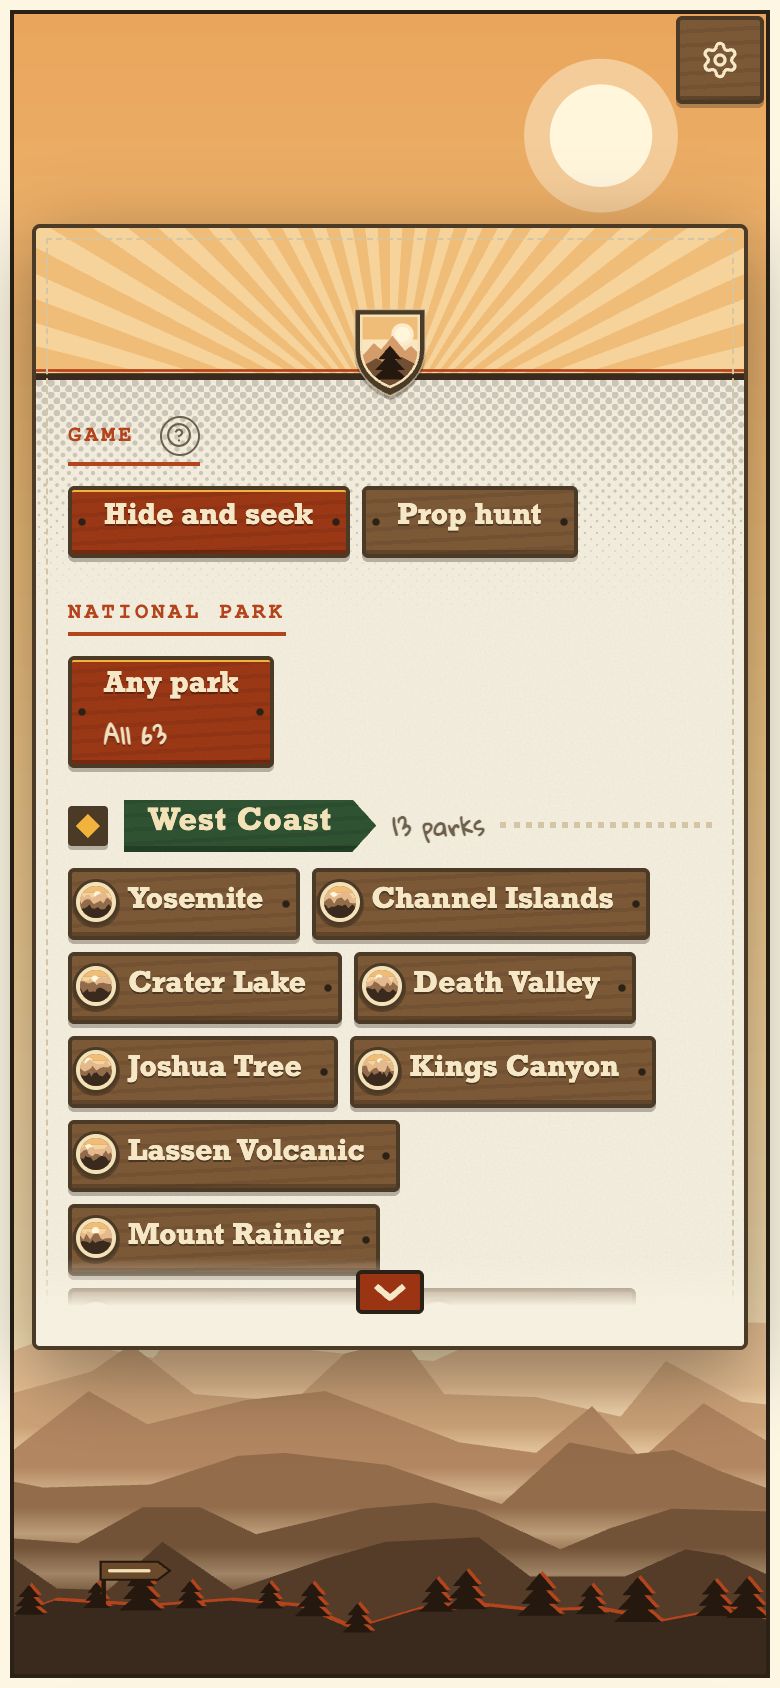 GAME ?
Hide and seek
Prop hunt
NATIONAL PARK
Any park
All 63
West Coast
13 parks
Yosemite
Channel Islands
Crater Lake
Death Valley
Joshua Tree
Kings Canyon
Lassen Volcanic
Mount Rainier